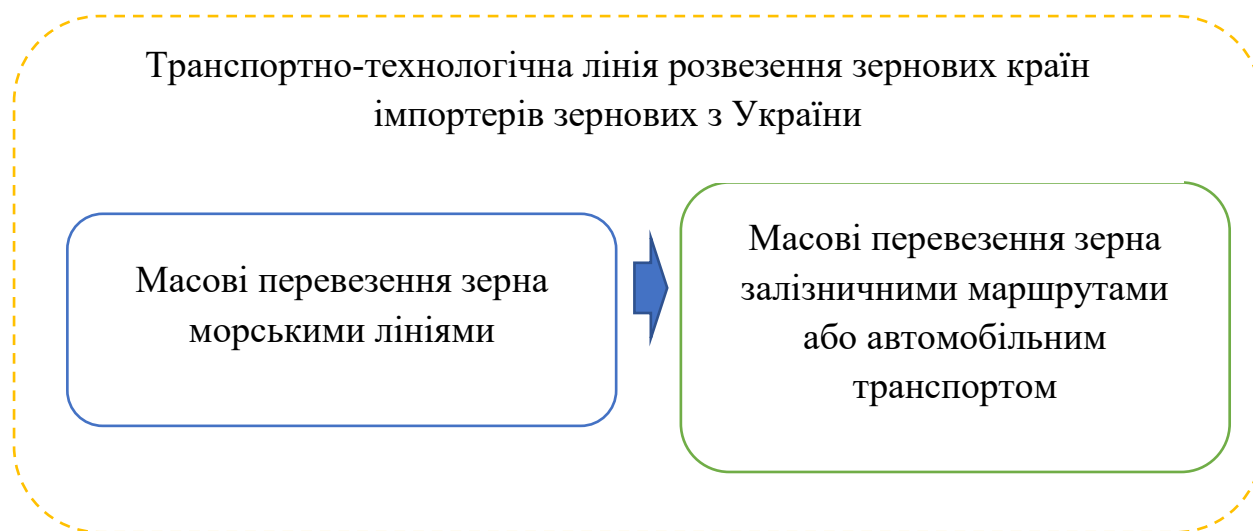 Транспортно-технологічна лінія розвезення зернових країн
імпортерів зернових з України
Масові перевезення зерна
морськими лініями
Масові перевезення зерна
залізничними маршрутами
або автомобільним
транспортом